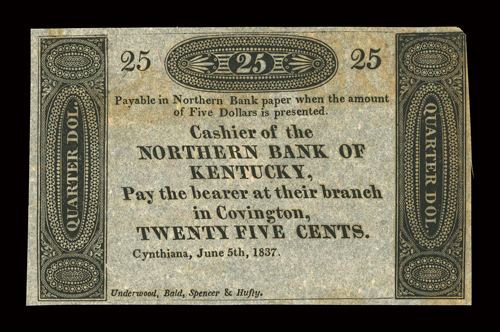 25 25 25
Payable in Northern Bank paper when the amount
of Five Dollars is presented.
Cashier of the
NORTHERN BANK OF
KENTUCKY,
Pay the bearer at their branch
in Covington,
TWENTY FIVE CENTS.
Cynthiana, June 5th, 1837.
Underwood, Bald, Spencer & Hufty.
QUARTER DOL.
QUARTER DOL.